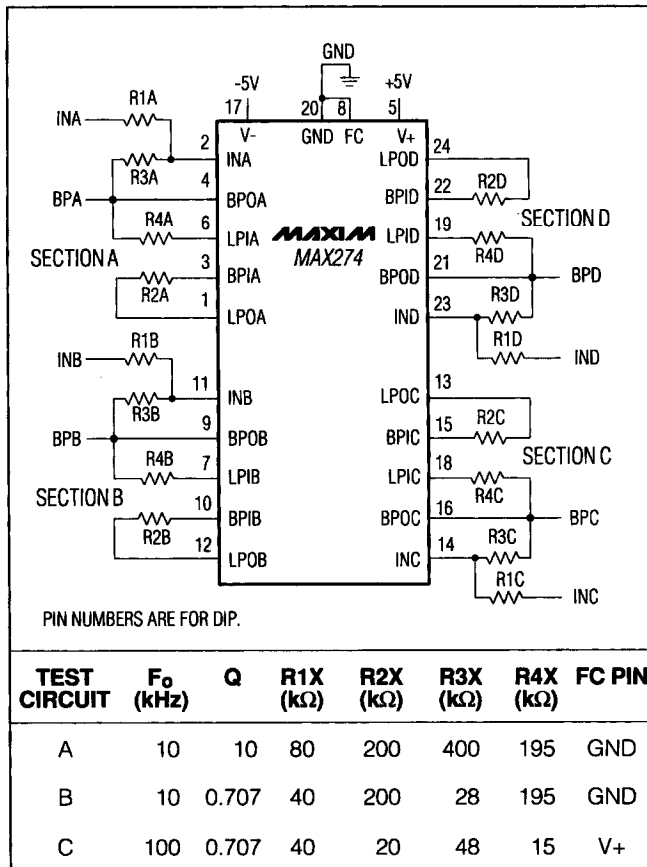 GND
-5V
+5V
17
20
8
5
V-
GND
FC
V+
MAXIM
MAX274
INA
R1A
2
INA
R3A
BPA
4
BPOA
R4A
6
LPIA
SECTION A
3
BPIA
R2A
1
LPOA
INB
R1B
11
INB
R3B
BPB
9
BPOB
R4B
7
LPIB
SECTION B
10
BPIB
R2B
12
LPOB
LPOD
24
BPID
22
R2D
SECTION D
LPID
19
R4D
BPOD
21
BPD
IND
23
R3D
R1D
IND
LPOC
13
BPIC
15
R2C
SECTION C
LPIC
18
R4C
BPOC
16
BPC
INC
14
R3C
R1C
INC
PIN NUMBERS ARE FOR DIP.
TEST CIRCUIT Fo (kHz) Q R1X (kΩ) R2X (kΩ) R3X (kΩ) R4X (kΩ) FC PIN
A 10 10 80 200 400 195 GND
B 10 0.707 40 200 28 195 GND
C 100 0.707 40 20 48 15 V+